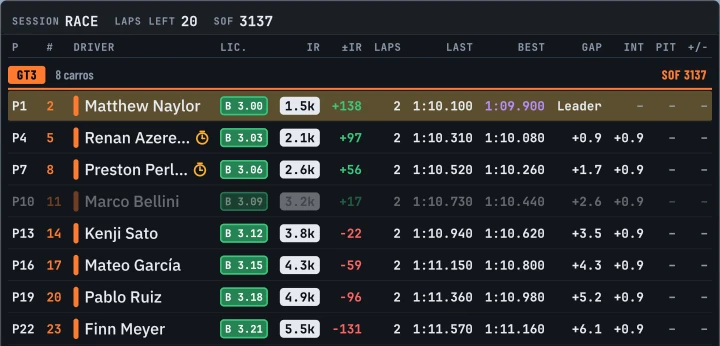 SESSION RACE LAPS LEFT 20 SOF 3137
P # DRIVER LIC. IR ±IR LAPS LAST BEST GAP INT PIT +/-
GT3 8 carros SOF 3137
P1 2 Matthew Naylor B 3.00 1.5k +138 2 1:10.100 1:09.900 Leader – – –
P4 5 Renan Azere... B 3.03 2.1k +97 2 1:10.310 1:10.080 +0.9 +0.9 – –
P7 8 Preston Perl... B 3.06 2.6k +56 2 1:10.520 1:10.260 +1.7 +0.9 – –
P10 11 Marco Bellini B 3.09 3.2k +17 2 1:10.730 1:10.440 +2.6 +0.9 – –
P13 14 Kenji Sato B 3.12 3.8k -22 2 1:10.940 1:10.620 +3.5 +0.9 – –
P16 17 Mateo García B 3.15 4.3k -59 2 1:11.150 1:10.800 +4.3 +0.9 – –
P19 20 Pablo Ruiz B 3.18 4.9k -96 2 1:11.360 1:10.980 +5.2 +0.9 – –
P22 23 Finn Meyer B 3.21 5.5k -131 2 1:11.570 1:11.160 +6.1 +0.9 – –